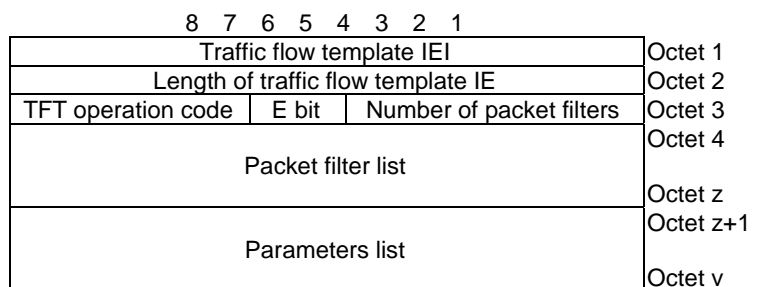 8 7 6 5 4 3 2 1
Traffic flow template IEI Octet 1
Length of traffic flow template IE Octet 2
TFT operation code E bit Number of packet filters Octet 3
Octet 4
Packet filter list
Octet z
Octet z+1
Parameters list
Octet v